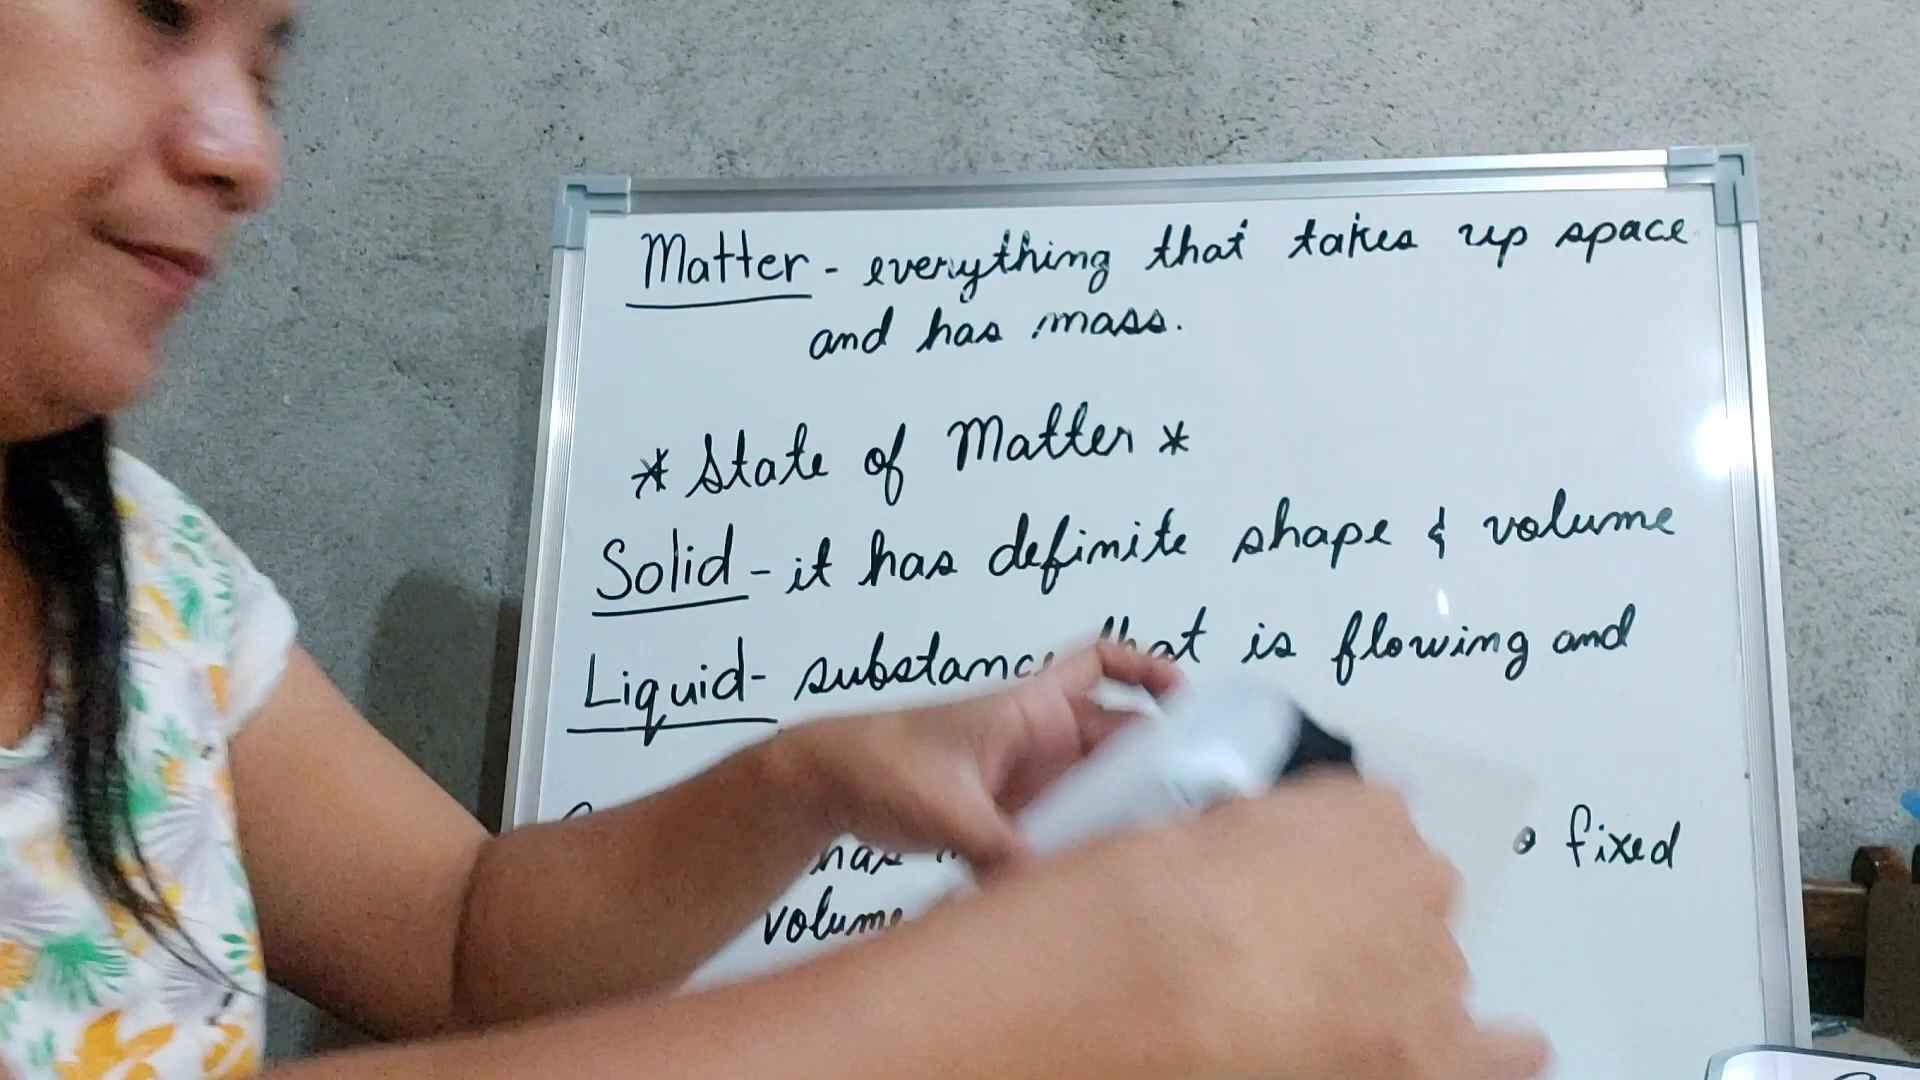 Matter - everything that takes up space
and has mass.
* State of Matter *
Solid - it has definite shape & volume
Liquid - substance that is flowing and
has
fixed
volume